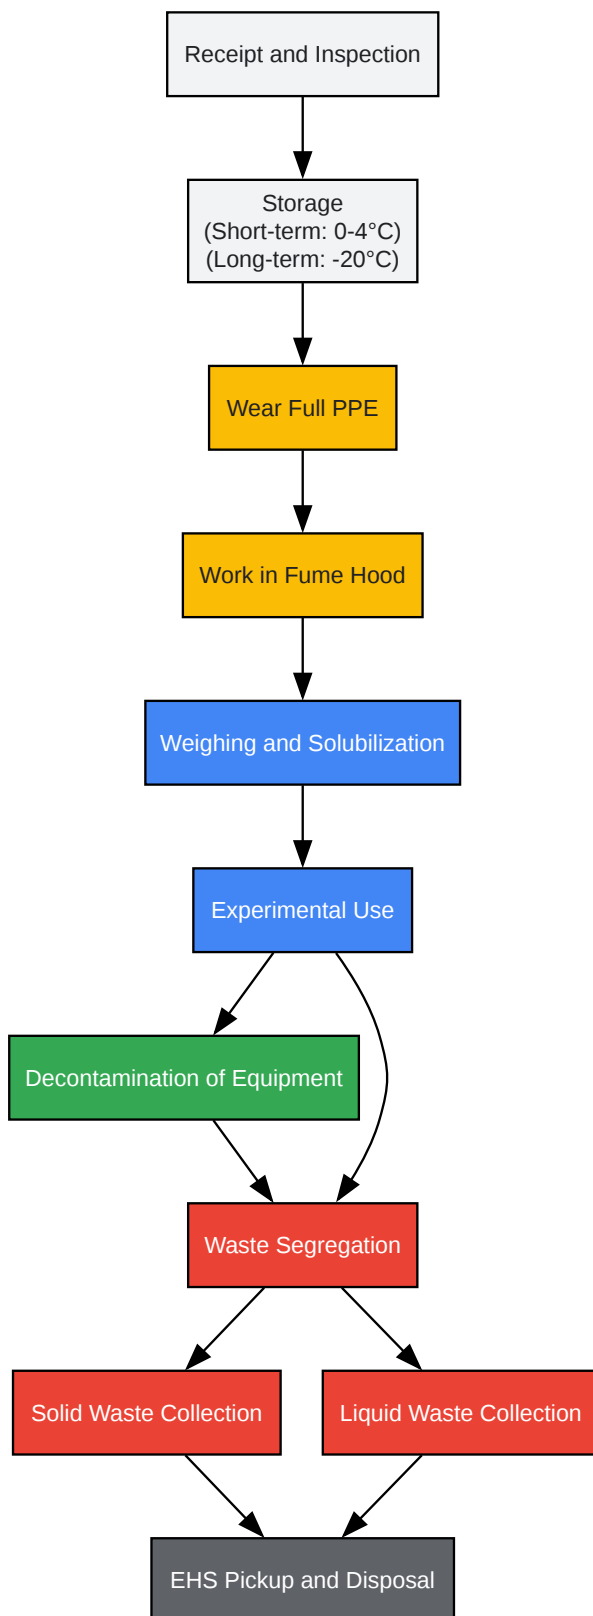 Receipt and Inspection
Storage
(Short-term: 0-4°C)
(Long-term: -20°C)
Wear Full PPE
Work in Fume Hood
Weighing and Solubilization
Experimental Use
Decontamination of Equipment
Waste Segregation
Solid Waste Collection
Liquid Waste Collection
EHS Pickup and Disposal